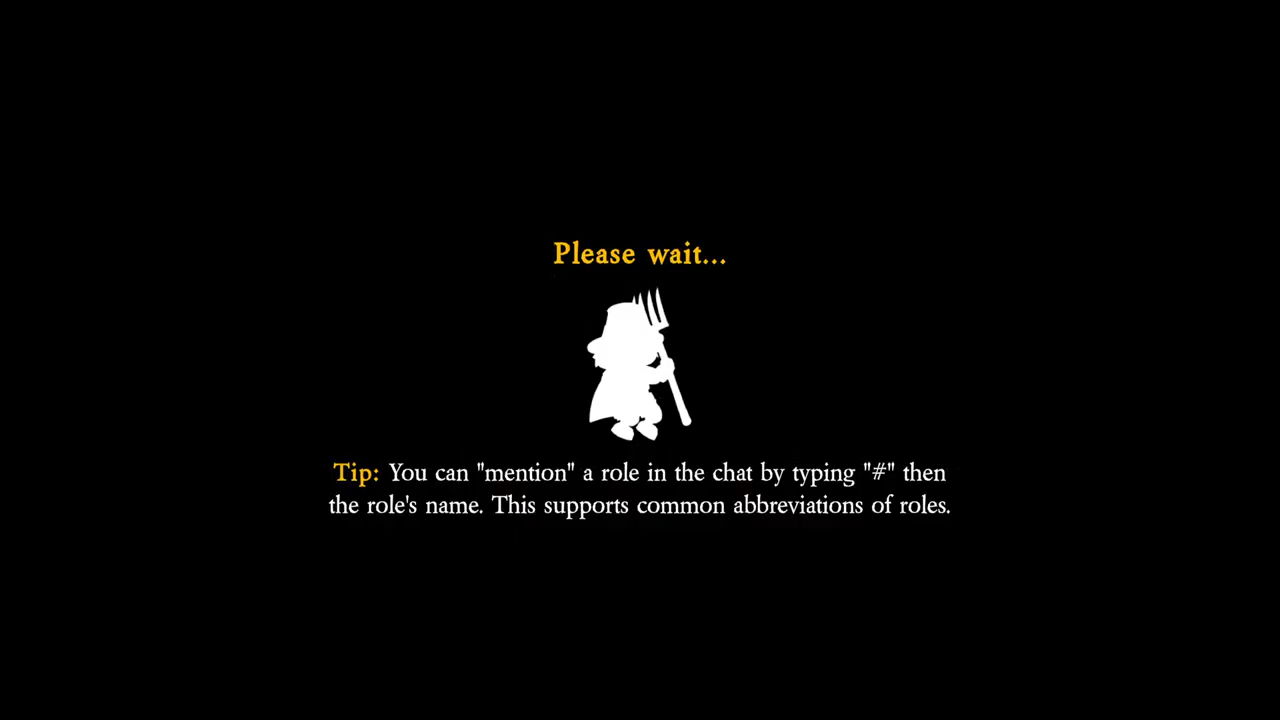 Please wait...
Tip: You can "mention" a role in the chat by typing "#" then
the role's name. This supports common abbreviations of roles.